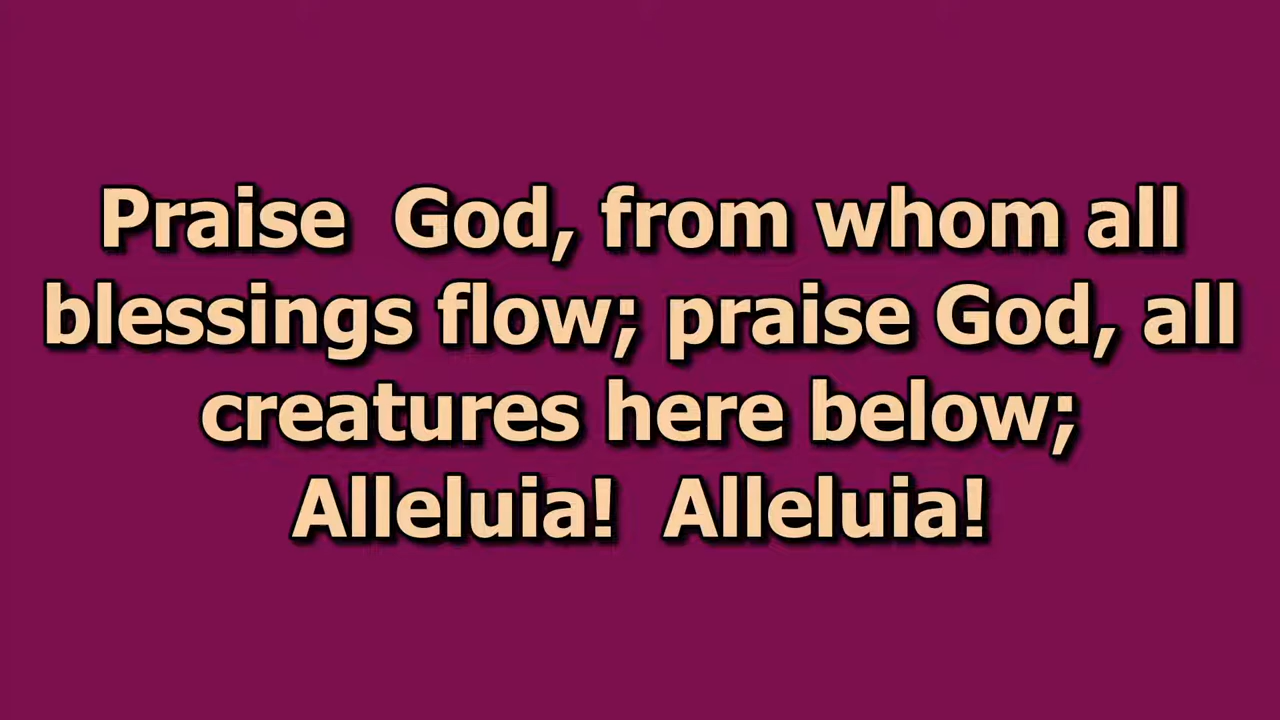 Praise  God, from whom all
blessings flow; praise God, all
creatures here below;
Alleluia!  Alleluia!